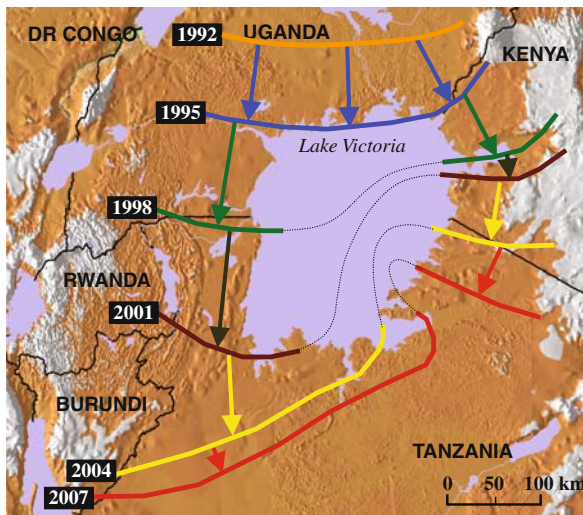 DR CONGO
UGANDA
1992
KENYA
1995
Lake Victoria
1998
RWANDA
2001
BURUNDI
2004
TANZANIA
2007
0 50 100 km